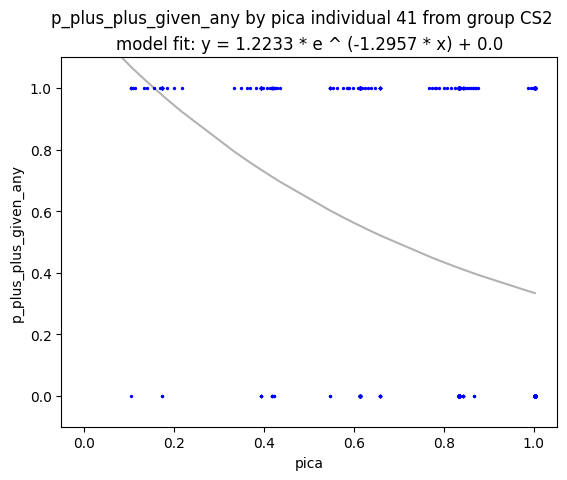 p_plus_plus_given_any by pica individual 41 from group CS2
model fit: y = 1.2233 * e ^ (-1.2957 * x) + 0.0
1.0
0.8
0.6
0.4
0.2
0.0
p_plus_plus_given_any
0.0 0.2 0.4 0.6 0.8 1.0
pica